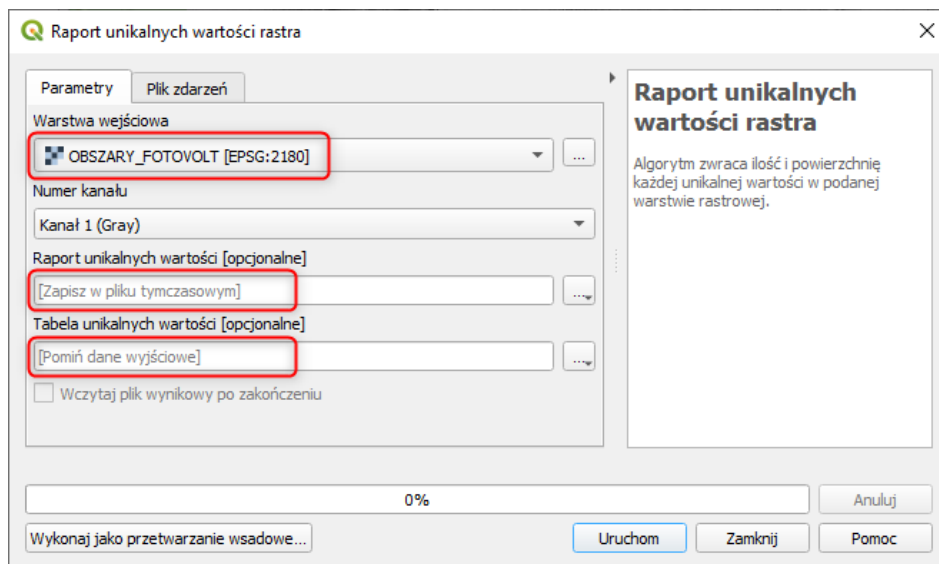 Raport unikalnych wartości rastra
Parametry
Plik zdarzeń
Warstwa wejściowa
OBSZARY_FOTOVOLT [EPSG:2180]
...
Numer kanału
Kanał 1 (Gray)
Raport unikalnych wartości [opcjonalne]
[Zapisz w pliku tymczasowym]
...
Tabela unikalnych wartości [opcjonalne]
[Pomiń dane wyjściowe]
...
Wczytaj plik wynikowy po zakończeniu
Raport unikalnych
wartości rastra
Algorytm zwraca ilość i powierzchnię
każdej unikalnej wartości w podanej
warstwie rastrowej.
0%
Anuluj
Wykonaj jako przetwarzanie wsadowe...
Uruchom
Zamknij
Pomoc